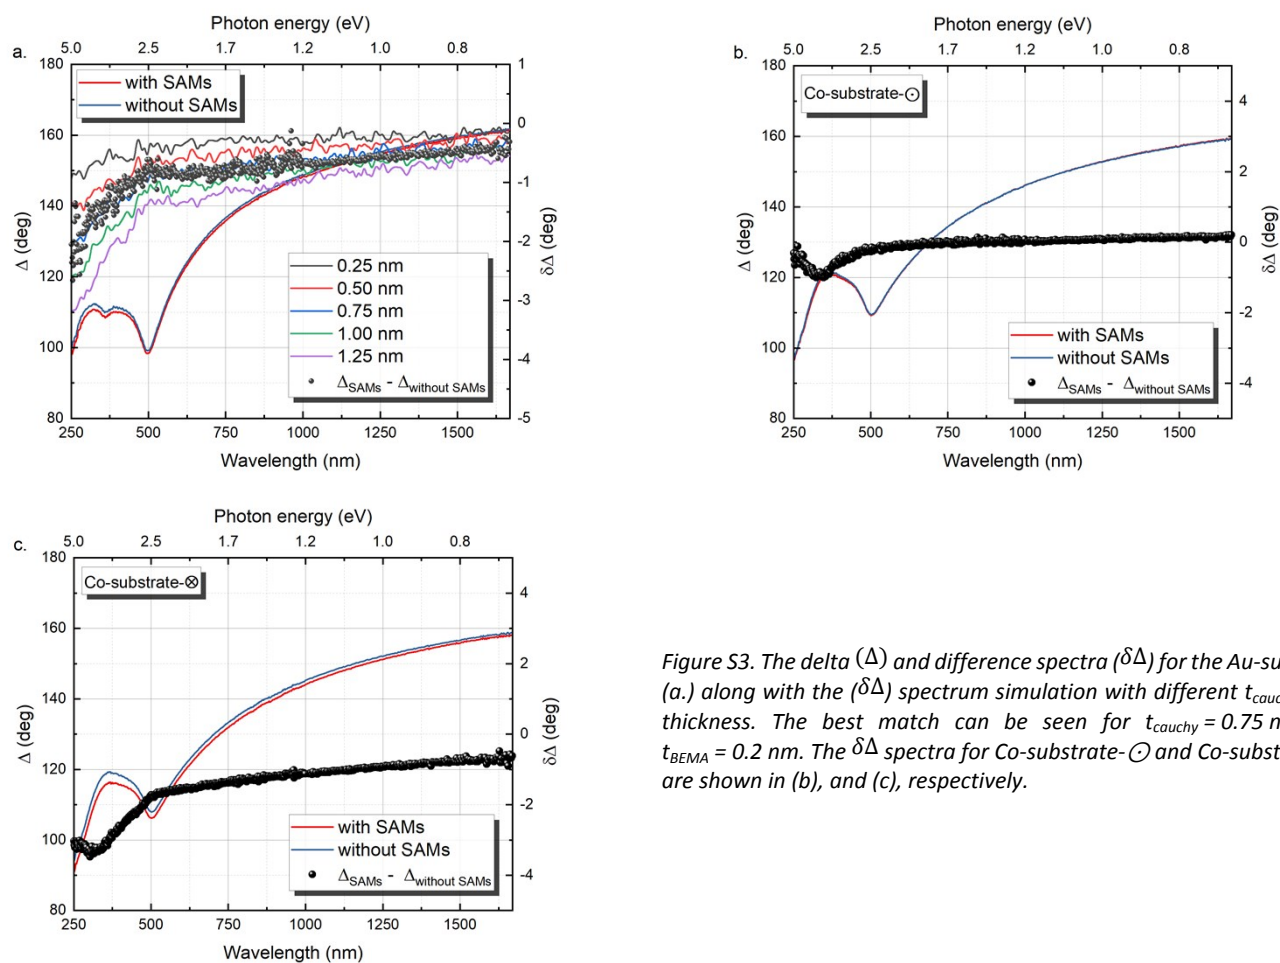 Photon energy (eV)
5.0 2.5 1.7 1.2 1.0 0.8
a.
with SAMs
without SAMs
180
160
140
120
100
80
Δ (deg)
1
0
-1
-2
-3
-4
-5
δΔ (deg)
0.25 nm
0.50 nm
0.75 nm
1.00 nm
1.25 nm
Δ_SAMs - Δ_without SAMs
250 500 750 1000 1250 1500
Wavelength (nm)
Photon energy (eV)
5.0 2.5 1.7 1.2 1.0 0.8
b.
Co-substrate-⊙
180
160
140
120
100
80
Δ (deg)
4
2
0
-2
-4
δΔ (deg)
with SAMs
without SAMs
Δ_SAMs - Δ_without SAMs
250 500 750 1000 1250 1500
Wavelength (nm)
Photon energy (eV)
5.0 2.5 1.7 1.2 1.0 0.8
c.
Co-substrate-⊗
180
160
140
120
100
80
Δ (deg)
4
2
0
-2
-4
δΔ (deg)
with SAMs
without SAMs
Δ_SAMs - Δ_without SAMs
250 500 750 1000 1250 1500
Wavelength (nm)
Figure S3. The delta (Δ) and difference spectra (δΔ) for the Au-su
(a.) along with the (δΔ) spectrum simulation with different t_cauc
thickness. The best match can be seen for t_cauchy = 0.75 n
t_BEMA = 0.2 nm. The δΔ spectra for Co-substrate-⊙ and Co-subst
are shown in (b), and (c), respectively.